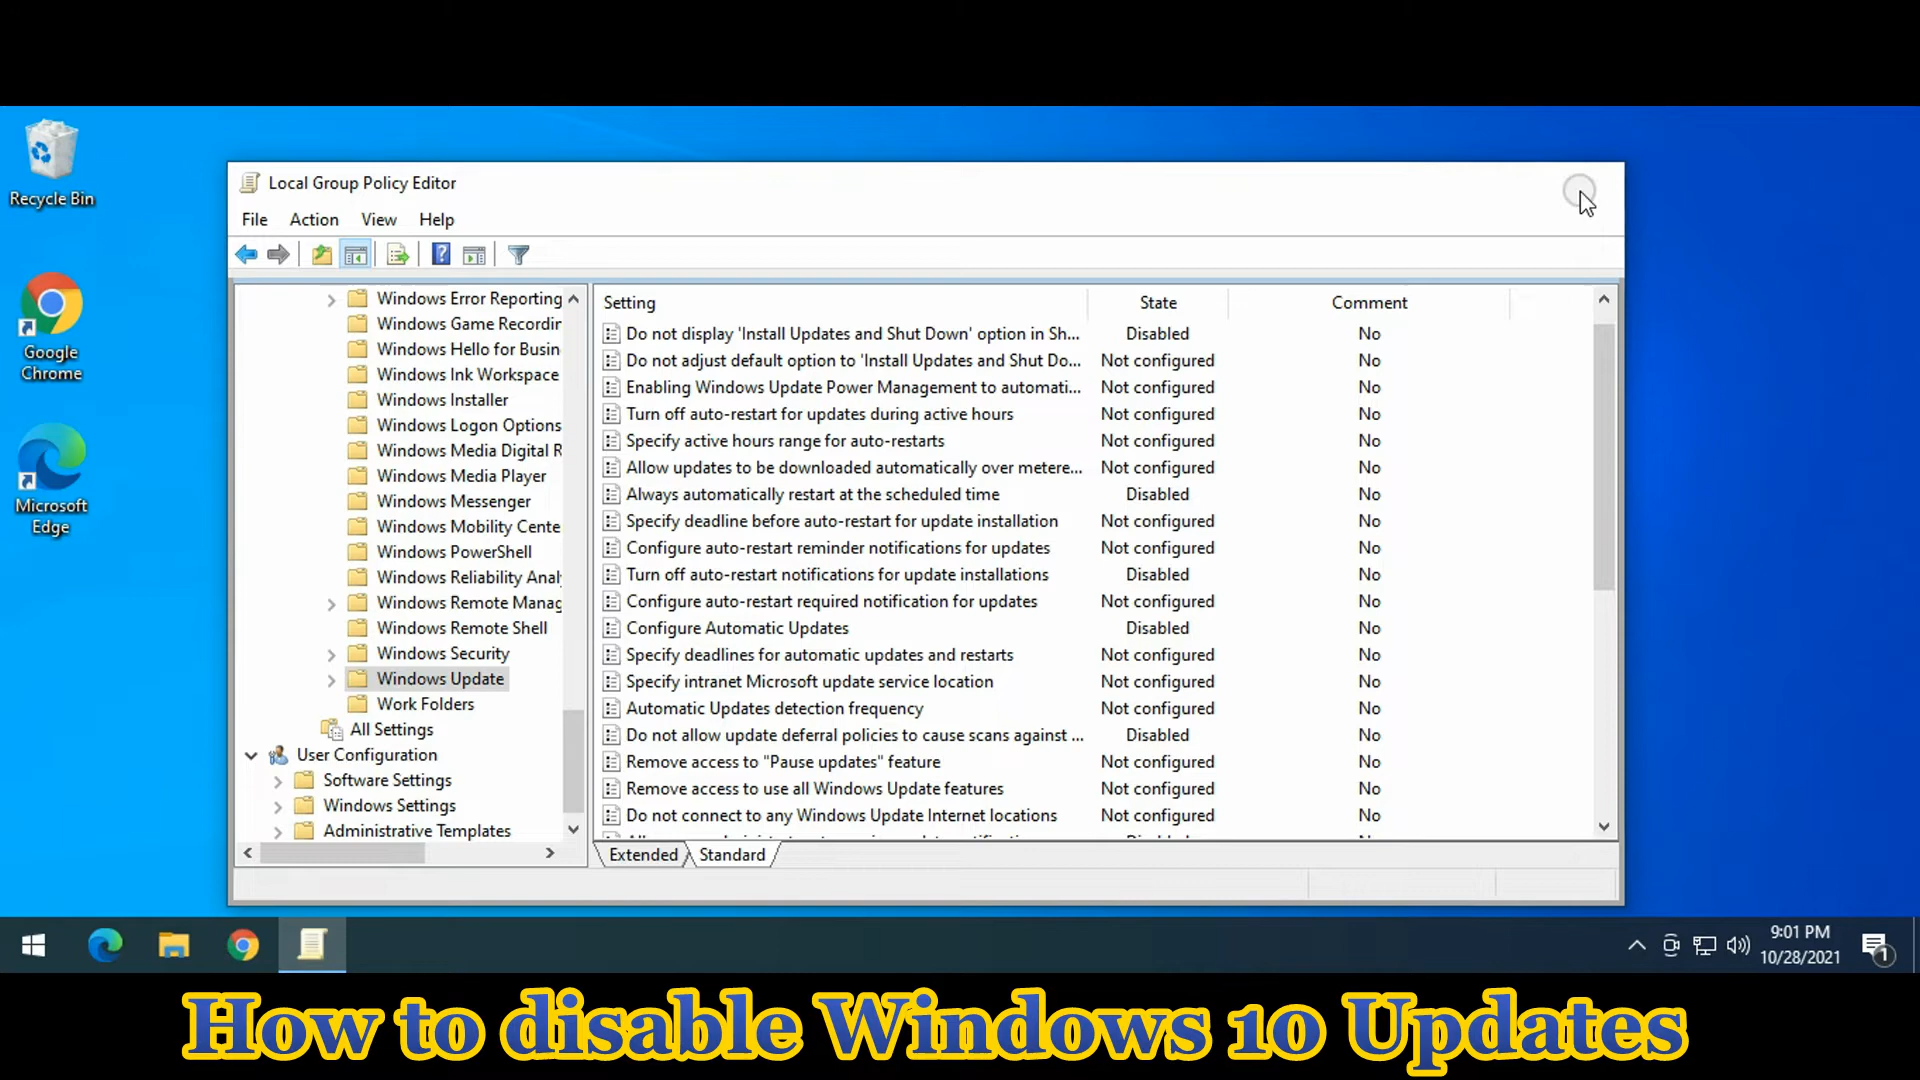 Recycle Bin
Google
Chrome
Microsoft
Edge
Local Group Policy Editor
File Action View Help
Windows Error Reporting
Windows Game Recordin
Windows Hello for Busin
Windows Ink Workspace
Windows Installer
Windows Logon Options
Windows Media Digital R
Windows Media Player
Windows Messenger
Windows Mobility Cente
Windows PowerShell
Windows Reliability Anal
Windows Remote Manag
Windows Remote Shell
Windows Security
Windows Update
Work Folders
All Settings
User Configuration
Software Settings
Windows Settings
Administrative Templates
Setting State Comment
Do not display 'Install Updates and Shut Down' option in Sh... Disabled No
Do not adjust default option to 'Install Updates and Shut Do... Not configured No
Enabling Windows Update Power Management to automati... Not configured No
Turn off auto-restart for updates during active hours Not configured No
Specify active hours range for auto-restarts Not configured No
Allow updates to be downloaded automatically over metere... Not configured No
Always automatically restart at the scheduled time Disabled No
Specify deadline before auto-restart for update installation Not configured No
Configure auto-restart reminder notifications for updates Not configured No
Turn off auto-restart notifications for update installations Disabled No
Configure auto-restart required notification for updates Not configured No
Configure Automatic Updates Disabled No
Specify deadlines for automatic updates and restarts Not configured No
Specify intranet Microsoft update service location Not configured No
Automatic Updates detection frequency Not configured No
Do not allow update deferral policies to cause scans against ... Disabled No
Remove access to "Pause updates" feature Not configured No
Remove access to use all Windows Update features Not configured No
Do not connect to any Windows Update Internet locations Not configured No
Extended Standard
9:01 PM
10/28/2021
1
How to disable Windows 10 Updates